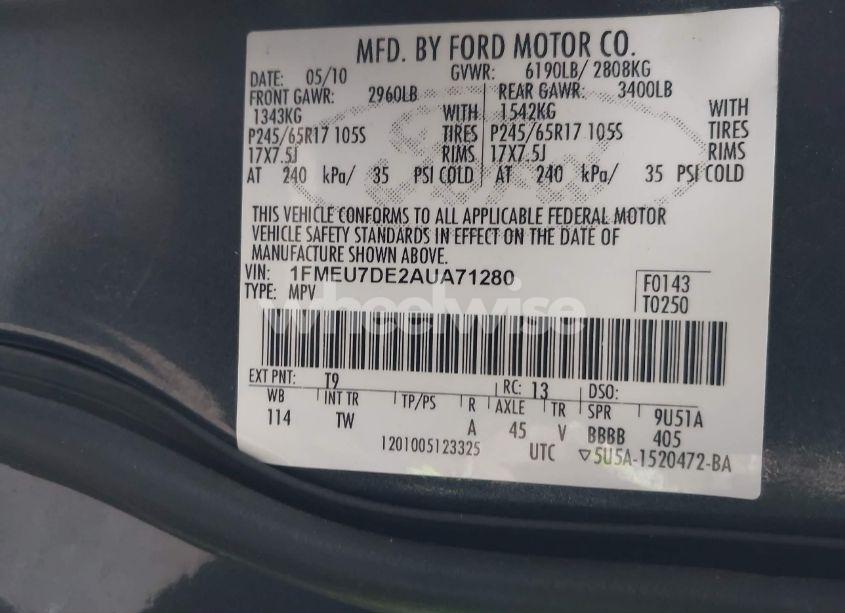 MFD. BY FORD MOTOR CO.
DATE: 05/10 GVWR: 6190LB/ 2808KG
FRONT GAWR: 2960LB REAR GAWR: 3400LB
1343KG WITH 1542KG WITH
P245/65R17 105S TIRES P245/65R17 105S TIRES
17X7.5J RIMS 17X7.5J RIMS
AT 240 kPa/ 35 PSI COLD AT 240 kPa/ 35 PSI COLD
THIS VEHICLE CONFORMS TO ALL APPLICABLE FEDERAL MOTOR
VEHICLE SAFETY STANDARDS IN EFFECT ON THE DATE OF
MANUFACTURE SHOWN ABOVE.
VIN: 1FMEU7DE2AUA71280 F0143
TYPE: MPV T0250
wheelwise
EXT PNT: T9 RC: 13 DSO:
WB INT TR TP/PS R AXLE TR SPR 9U51A
114 TW A 45 V BBBB 405
1201005123325 UTC ▽5U5A-1520472-BA